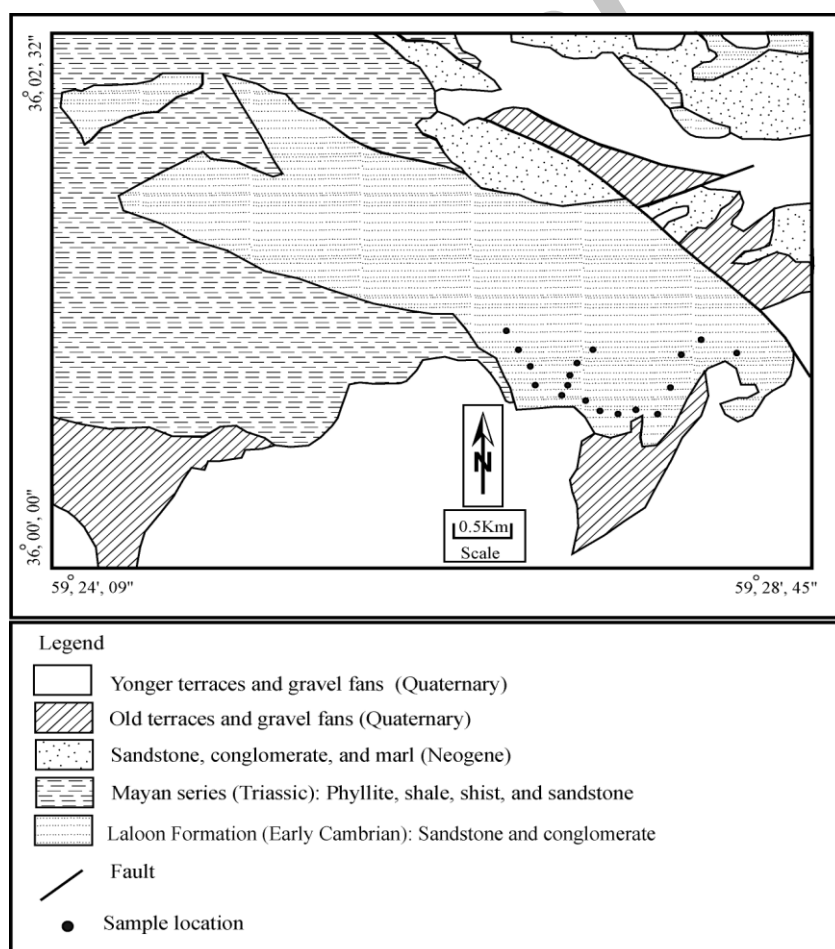 36° 02', 32"
N
0.5Km
Scale
36° 00', 00"
59°, 24', 09"
59°, 28', 45"
Legend
Yonger terraces and gravel fans (Quaternary)
Old terraces and gravel fans (Quaternary)
Sandstone, conglomerate, and marl (Neogene)
Mayan series (Triassic): Phyllite, shale, shist, and sandstone
Laloon Formation (Early Cambrian): Sandstone and conglomerate
Fault
Sample location